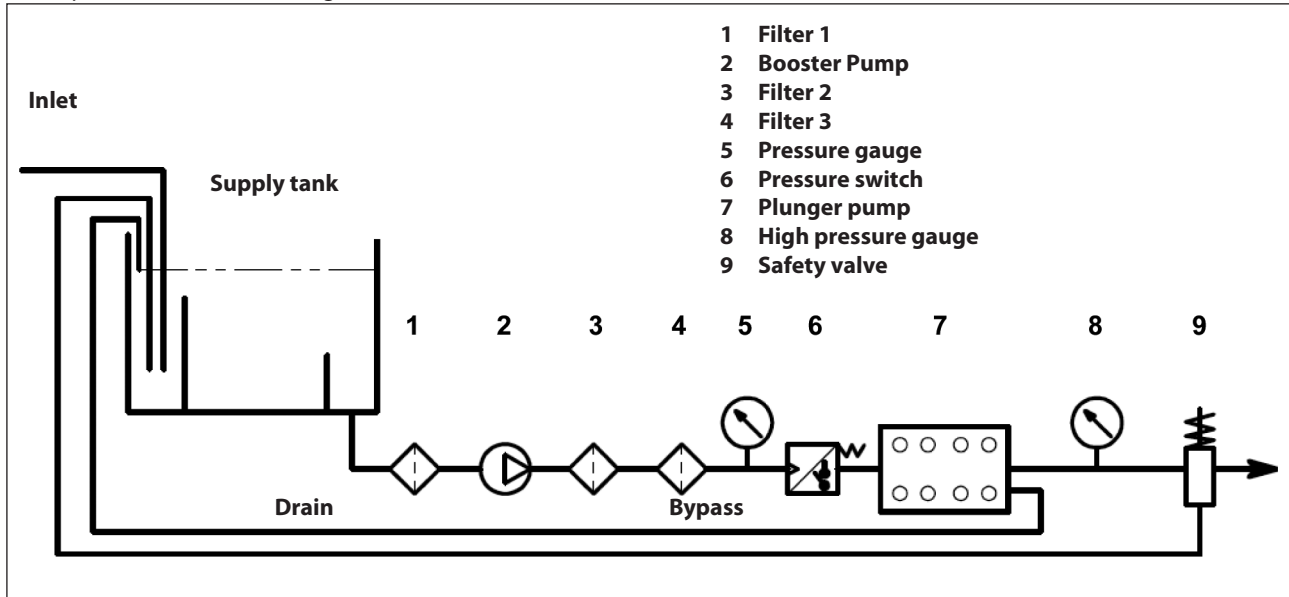 1 Filter 1
2 Booster Pump
3 Filter 2
4 Filter 3
5 Pressure gauge
6 Pressure switch
7 Plunger pump
8 High pressure gauge
9 Safety valve
Inlet
Supply tank
1 2 3 4 5 6 7 8 9
Drain Bypass